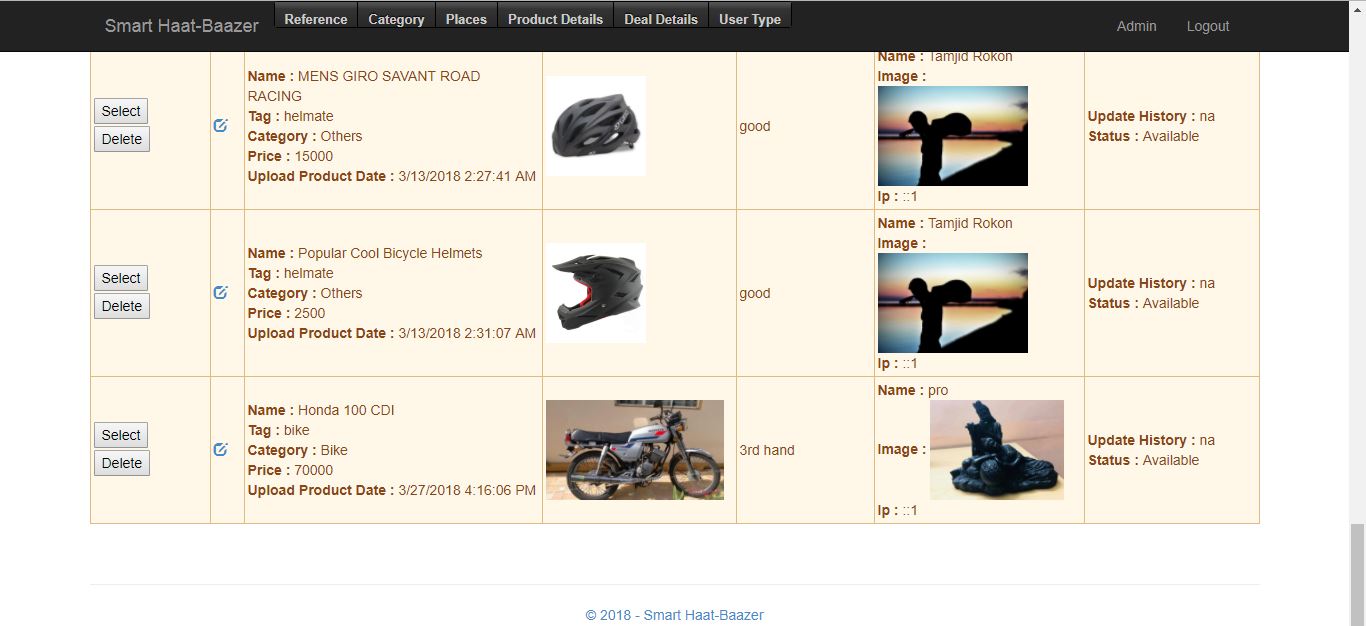 Smart Haat-Baazer Reference Category Places Product Details Deal Details User Type Admin Logout
Select
Delete
Name : MENS GIRO SAVANT ROAD
RACING
Tag : helmate
Category : Others
Price : 15000
Upload Product Date : 3/13/2018 2:27:41 AM
good
Name : Tamjid Rokon
Image :
Ip : ::1
Update History : na
Status : Available
Select
Delete
Name : Popular Cool Bicycle Helmets
Tag : helmate
Category : Others
Price : 2500
Upload Product Date : 3/13/2018 2:31:07 AM
good
Name : Tamjid Rokon
Image :
Ip : ::1
Update History : na
Status : Available
Select
Delete
Name : Honda 100 CDI
Tag : bike
Category : Bike
Price : 70000
Upload Product Date : 3/27/2018 4:16:06 PM
3rd hand
Name : pro
Image :
Ip : ::1
Update History : na
Status : Available
© 2018 - Smart Haat-Baazer